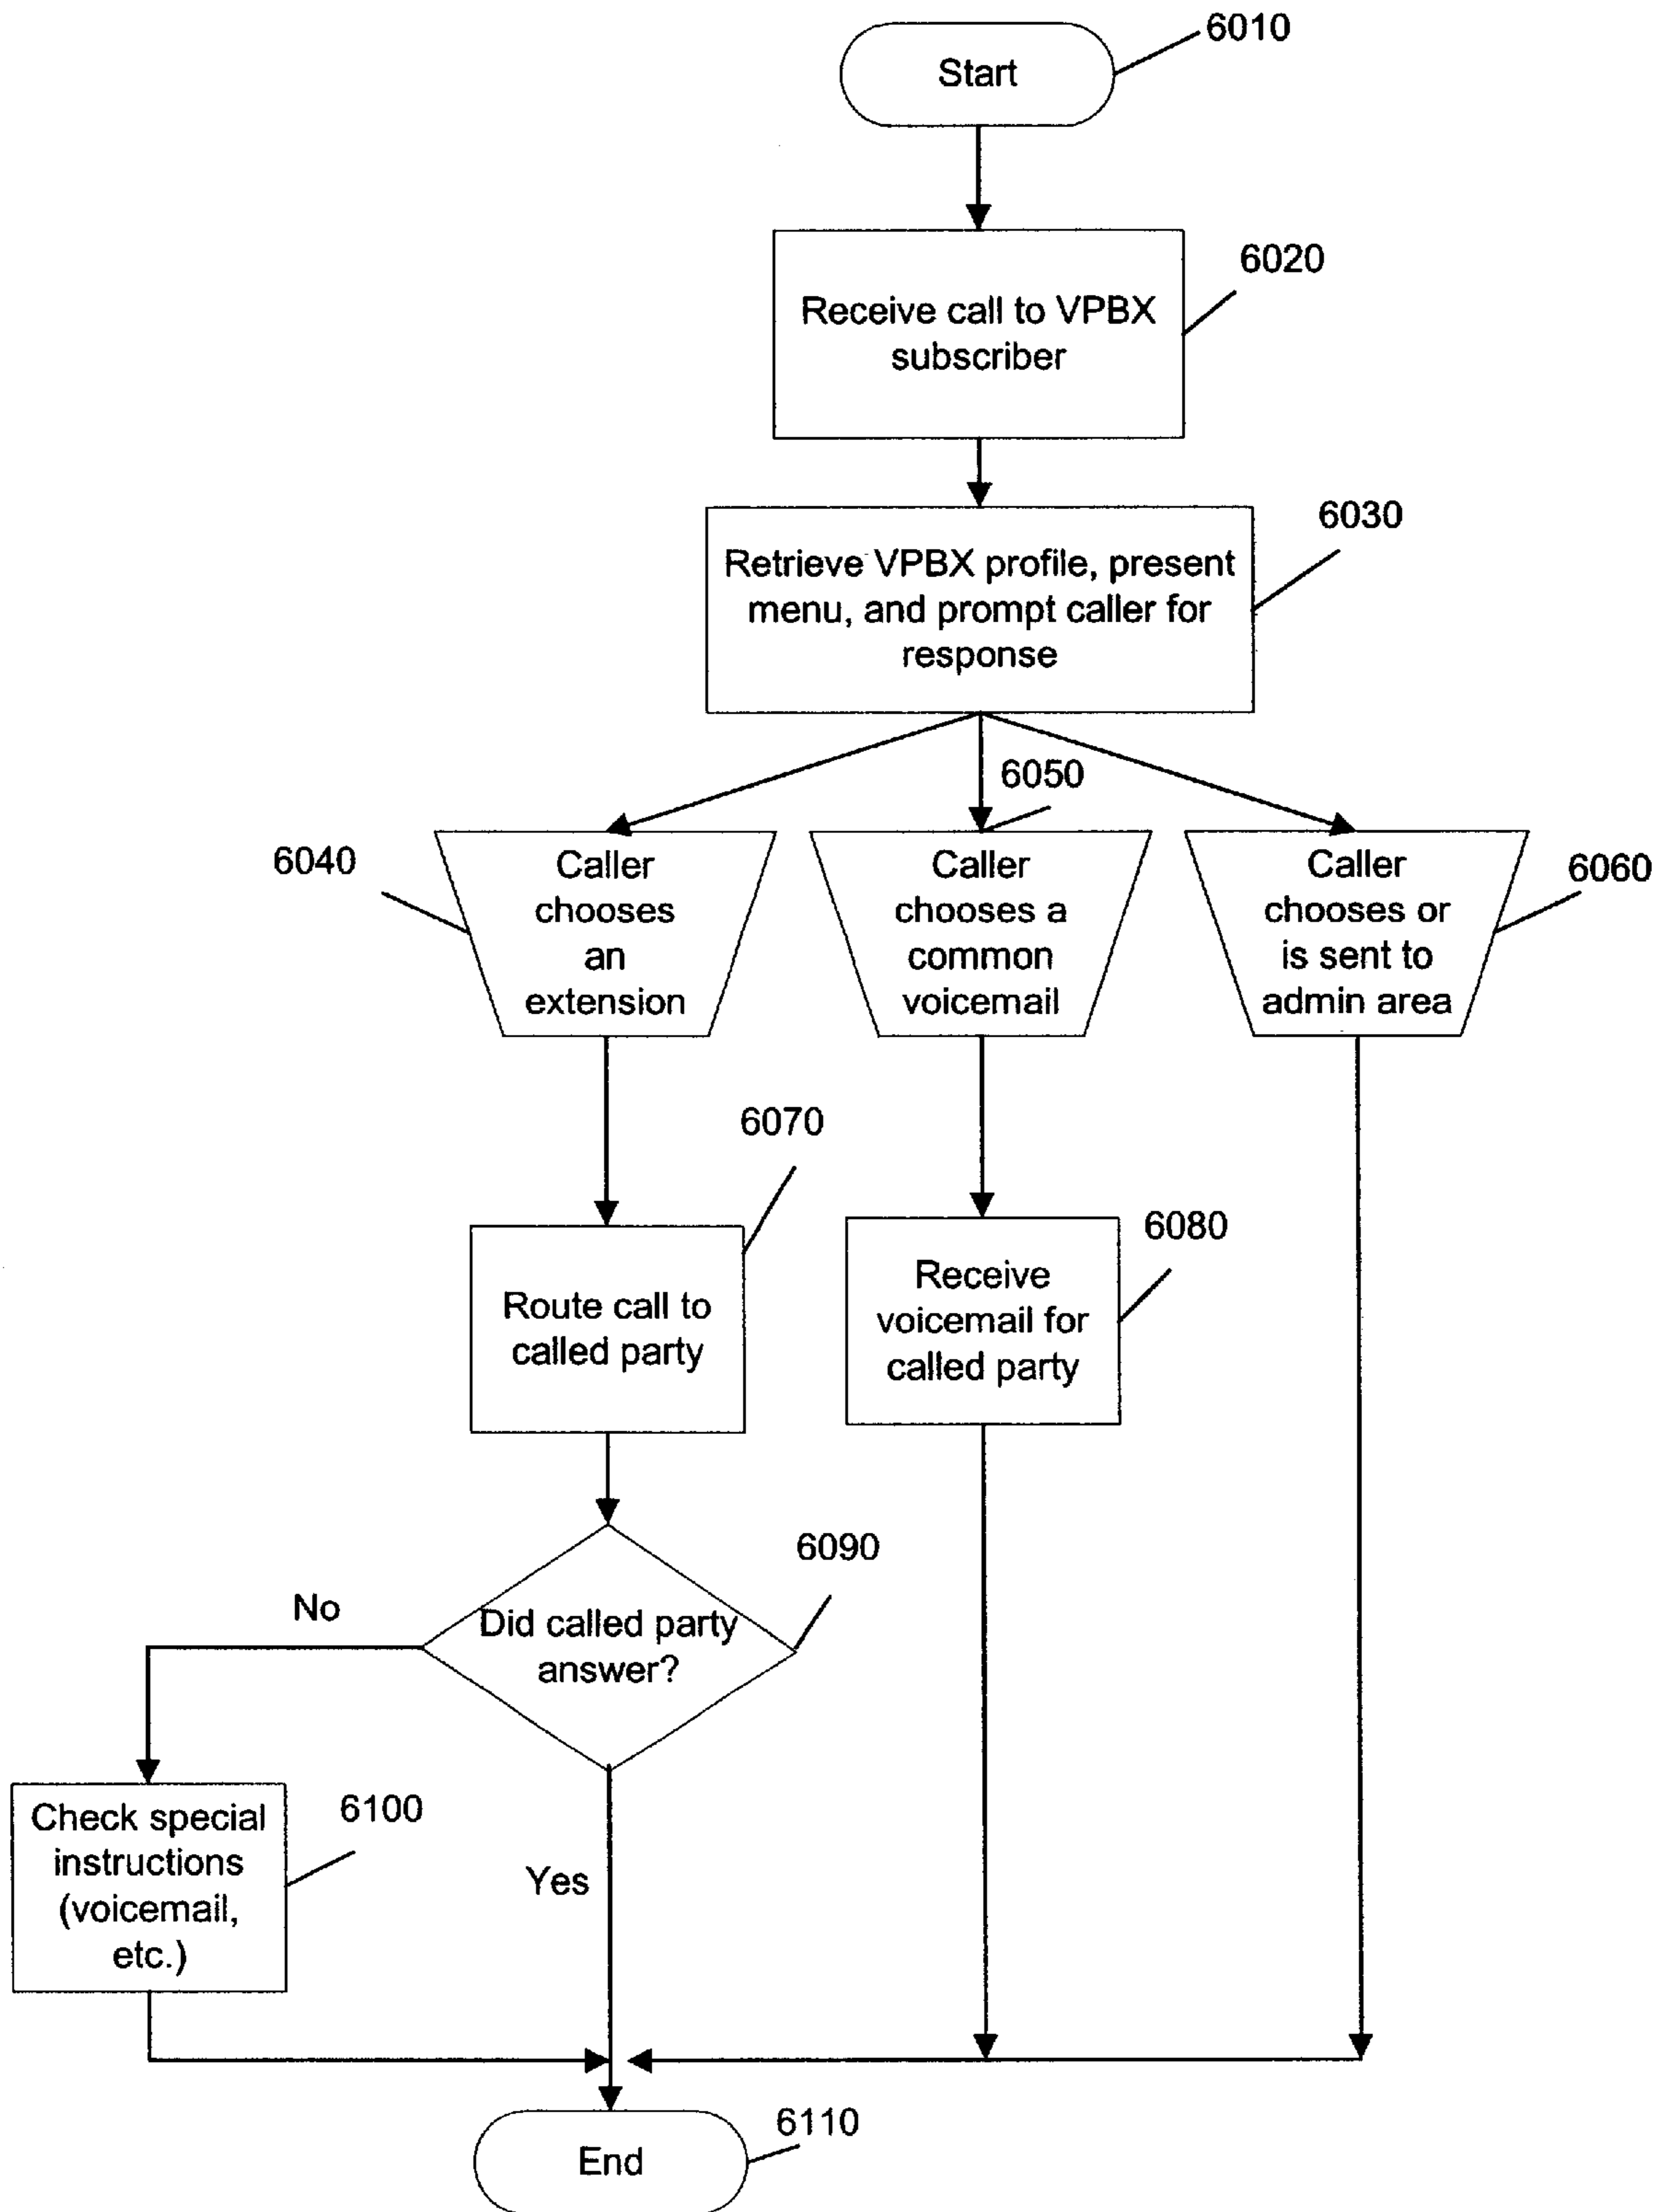 6010
Start
6020
Receive call to VPBX
subscriber
6030
Retrieve VPBX profile, present
menu, and prompt caller for
response
6050
6040
Caller
chooses
an
extension
Caller
chooses a
common
voicemail
Caller
chooses or
is sent to
admin area
6060
6070
Route call to
called party
6080
Receive
voicemail for
called party
6090
No
Did called party
answer?
6100
Check special
instructions
(voicemail,
etc.)
Yes
6110
End